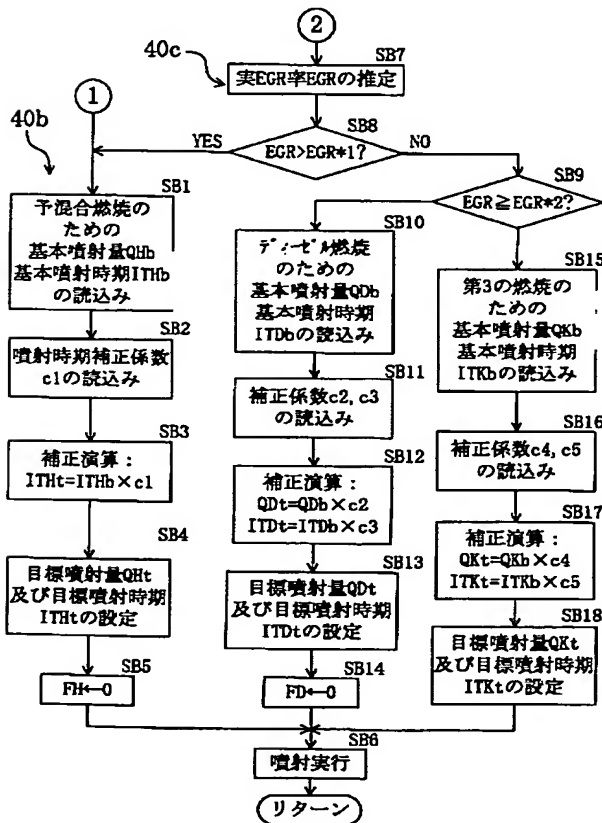 2
40c
SB7
実EGR率EGRの推定
1
SB8
YES
EGR>EGR*1?
NO
40b
SB9
EGR≧EGR*2?
SB1
予混合燃焼の
ための
基本噴射量QHb
基本噴射時期ITHb
の読込み
SB2
噴射時期補正係数
c1の読込み
SB3
補正演算:
ITHt=ITHb×c1
SB4
目標噴射量QHt
及び目標噴射時期
ITHtの設定
SB5
FH←0
SB10
ディーゼル燃焼
のための
基本噴射量QDb
基本噴射時期
ITDbの読込み
SB11
補正係数c2,c3
の読込み
SB12
補正演算:
QDt=QDb×c2
ITDt=ITDb×c3
SB13
目標噴射量QDt
及び目標噴射時期
ITDtの設定
SB14
FD←0
SB15
第3の燃焼の
ための
基本噴射量QKb
基本噴射時期
ITKbの読込み
SB16
補正係数c4,c5
の読込み
SB17
補正演算:
QKt=QKb×c4
ITKt=ITKb×c5
SB18
目標噴射量QKt
及び目標噴射時期
ITKtの設定
SB6
噴射実行
リターン